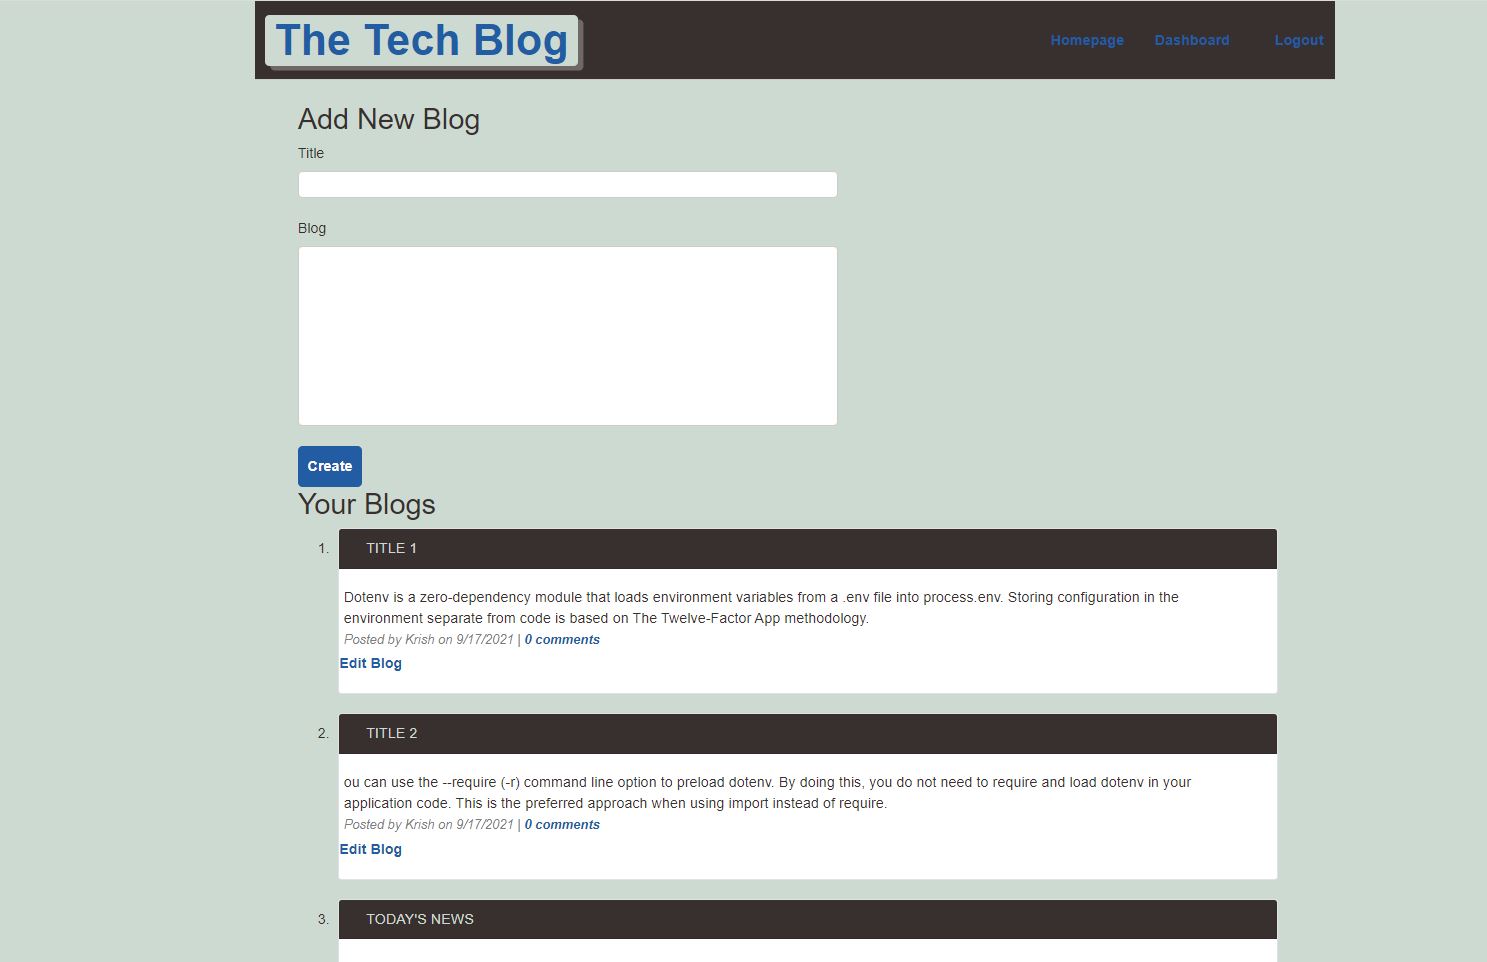 The Tech Blog
Homepage Dashboard Logout
Add New Blog
Title
Blog
Create
Your Blogs
1. TITLE 1
Dotenv is a zero-dependency module that loads environment variables from a .env file into process.env. Storing configuration in the
environment separate from code is based on The Twelve-Factor App methodology.
Posted by Krish on 9/17/2021 | 0 comments
Edit Blog
2. TITLE 2
ou can use the --require (-r) command line option to preload dotenv. By doing this, you do not need to require and load dotenv in your
application code. This is the preferred approach when using import instead of require.
Posted by Krish on 9/17/2021 | 0 comments
Edit Blog
3. TODAY'S NEWS